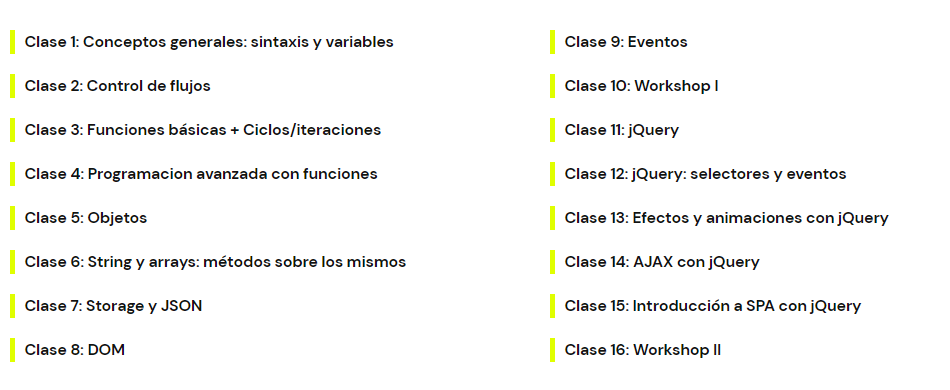 Clase 1: Conceptos generales: sintaxis y variables
Clase 2: Control de flujos
Clase 3: Funciones básicas + Ciclos/iteraciones
Clase 4: Programacion avanzada con funciones
Clase 5: Objetos
Clase 6: String y arrays: métodos sobre los mismos
Clase 7: Storage y JSON
Clase 8: DOM
Clase 9: Eventos
Clase 10: Workshop I
Clase 11: jQuery
Clase 12: jQuery: selectores y eventos
Clase 13: Efectos y animaciones con jQuery
Clase 14: AJAX con jQuery
Clase 15: Introducción a SPA con jQuery
Clase 16: Workshop II